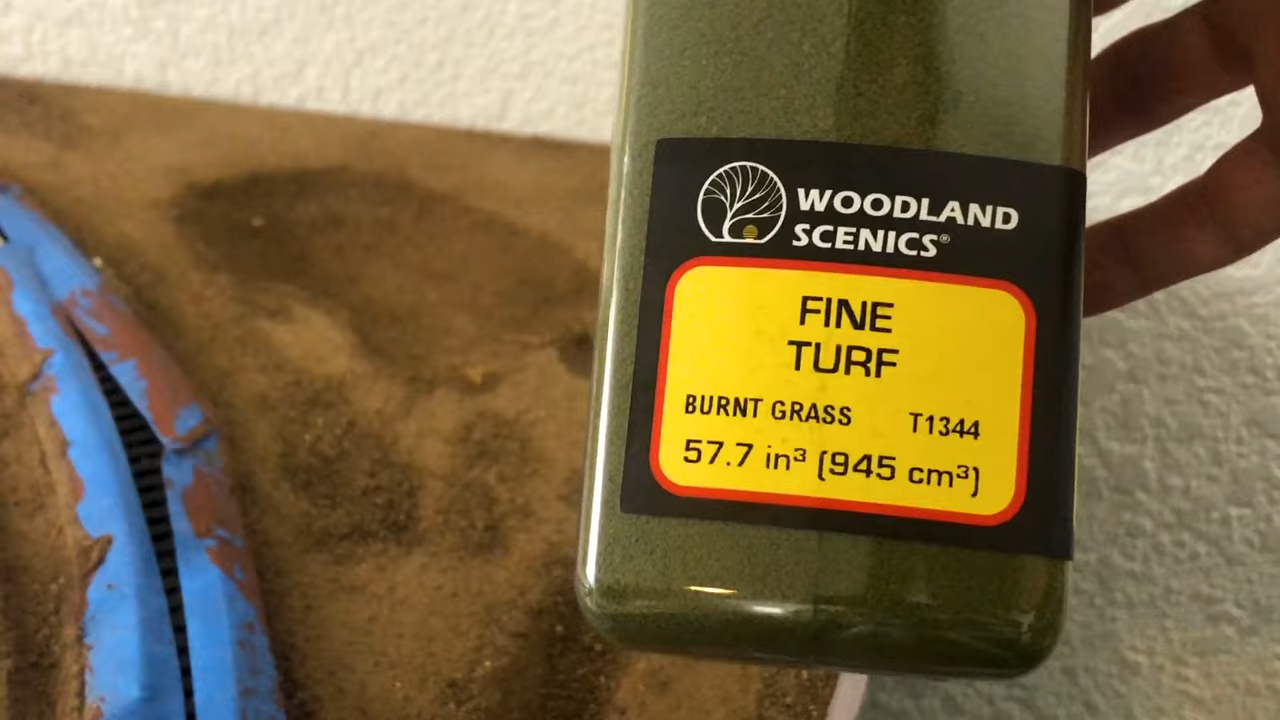 WOODLAND
SCENICS®
FINE
TURF
BURNT GRASS T1344
57.7 in³ (945 cm³)